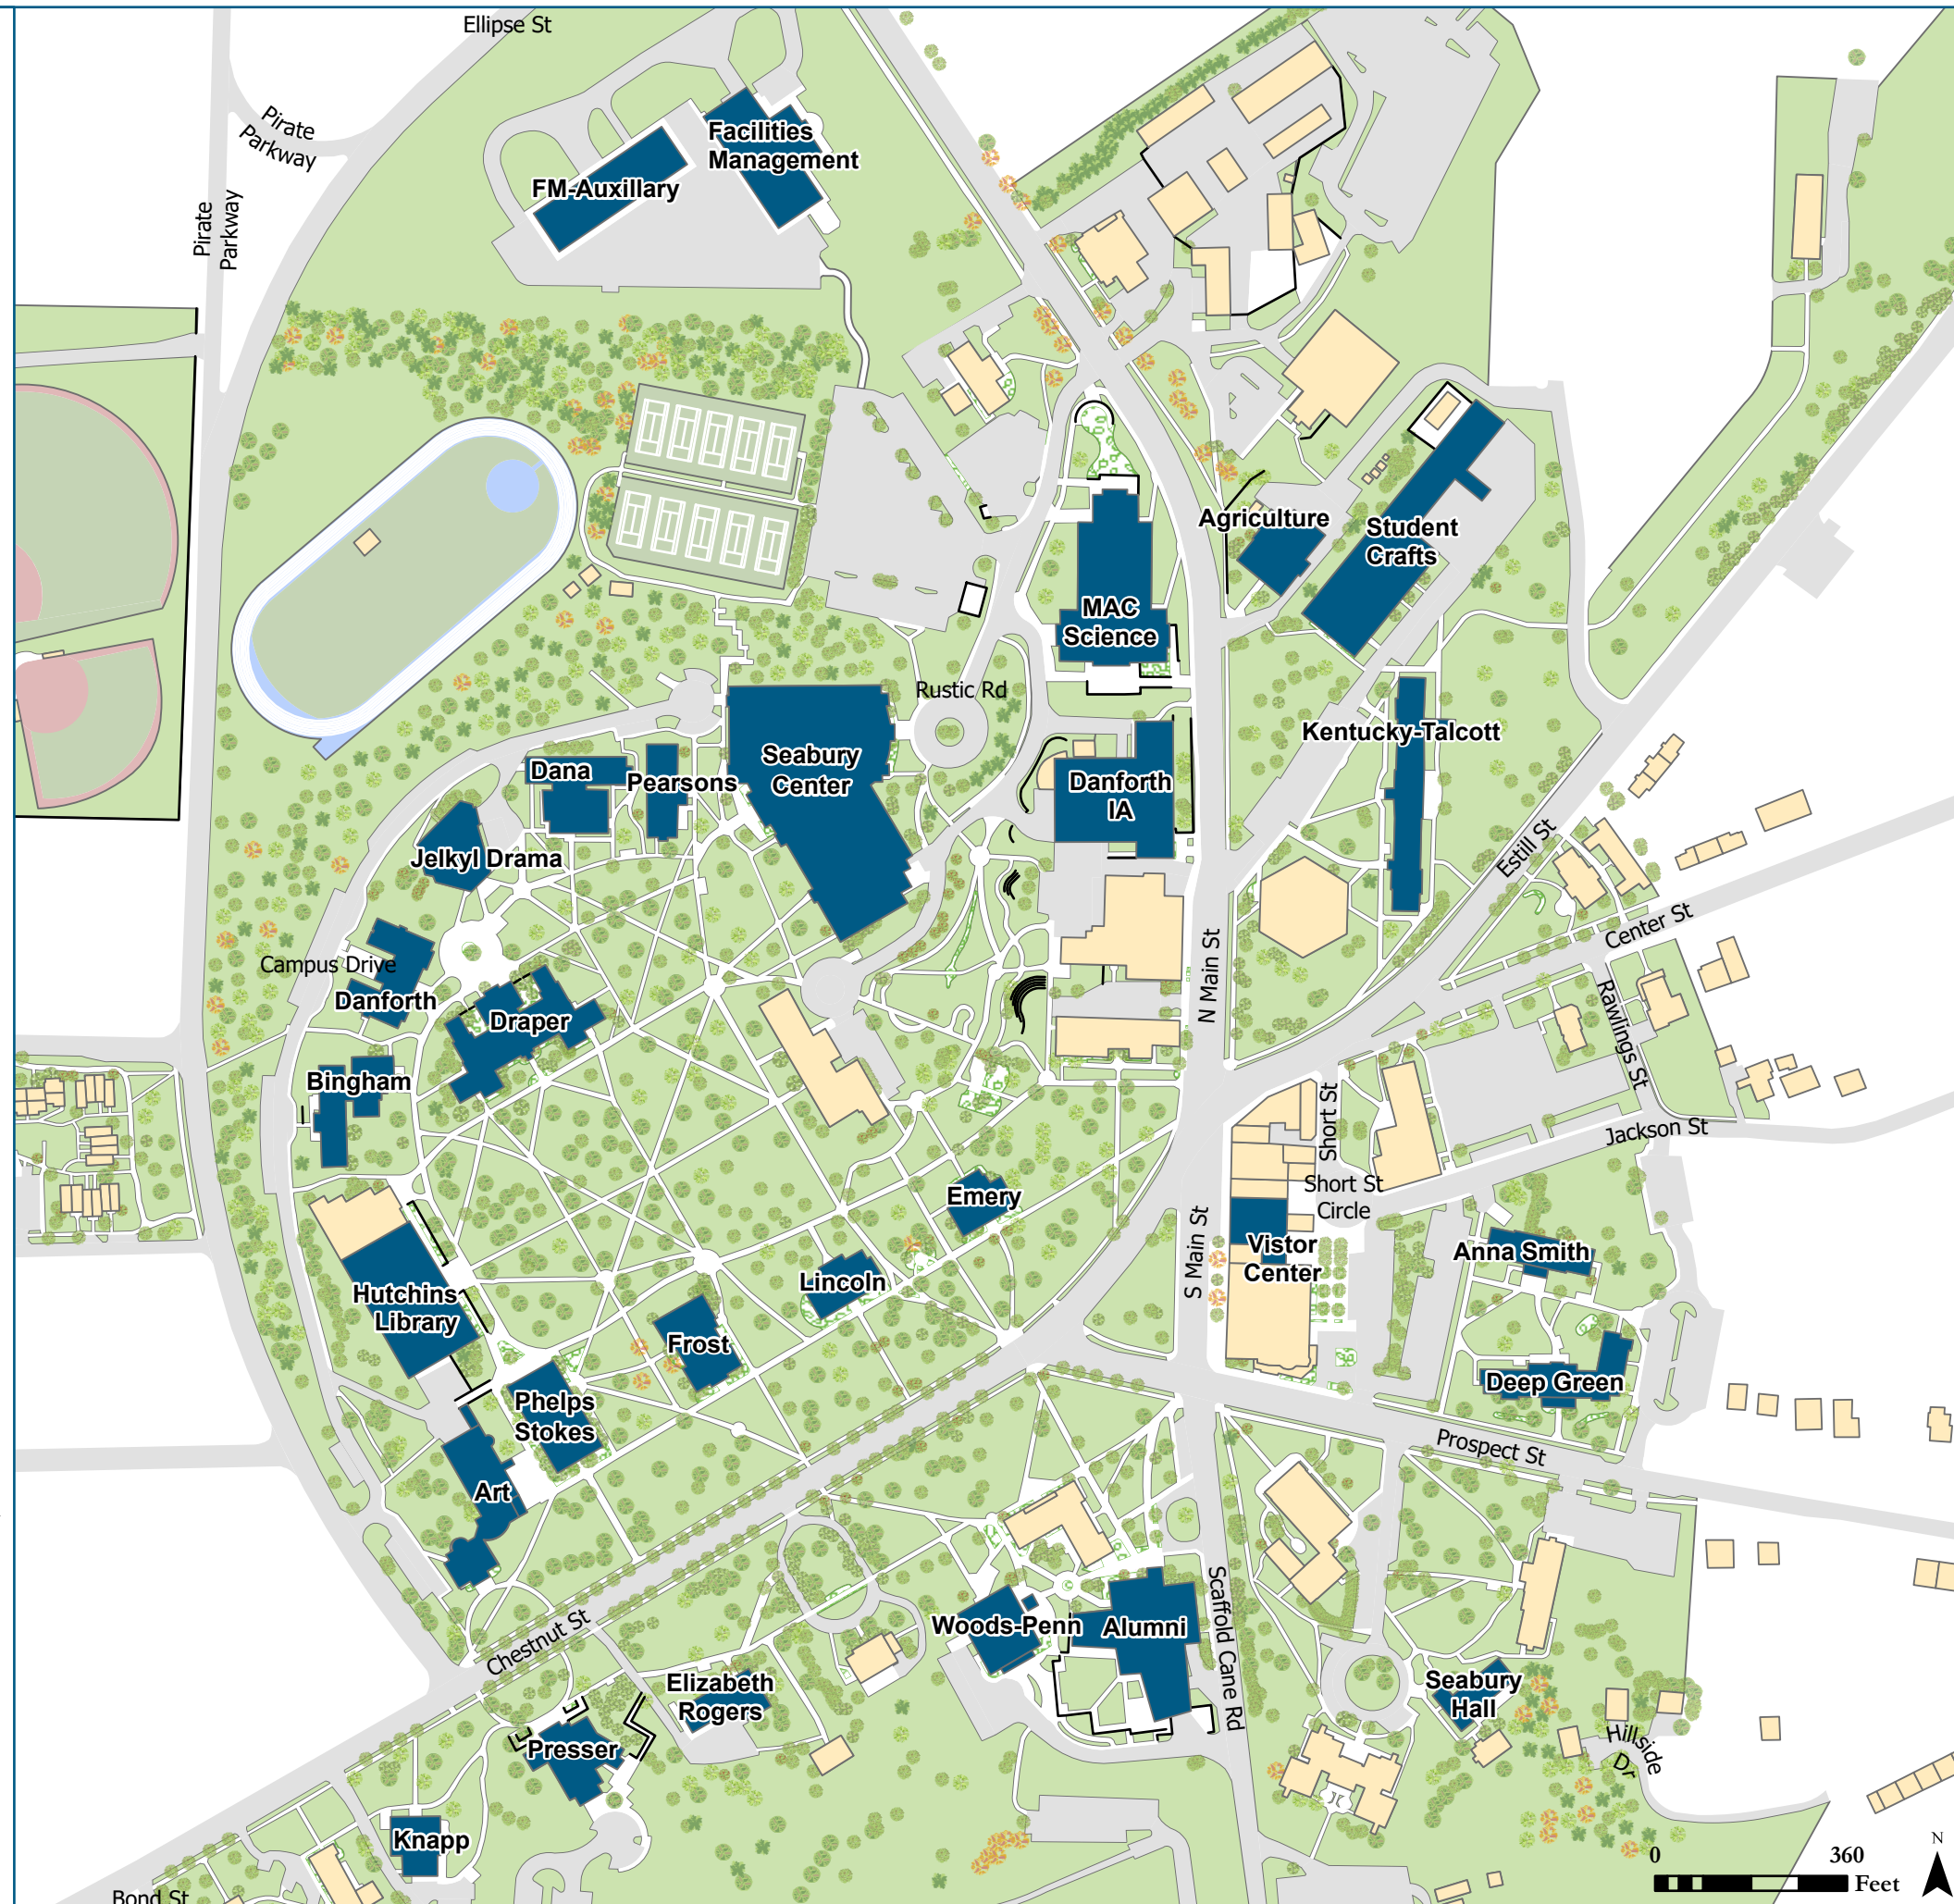 Ellipse St
Pirate
Parkway
Facilities
Management
FM-Auxillary
Pirate
Parkway
Agriculture
Student
Crafts
MAC
Science
Rustic Rd
Kentucky-Talcott
Seabury
Center
Dana
Pearsons
Danforth
IA
Jelkyl Drama
Estill St
Center St
Campus Drive
Danforth
N Main St
Draper
Rawlings St
Bingham
Short St
Jackson St
Emery
Short St
Circle
S Main St
Vistor
Center
Anna Smith
Lincoln
Hutchins
Library
Frost
Deep Green
Phelps
Stokes
Prospect St
Art
Scaffold Cane Rd
Chestnut St
Woods-Penn
Alumni
Elizabeth
Rogers
Seabury
Hall
Presser
Hillside
Dr
Knapp
N
0 360
Feet
Bond St